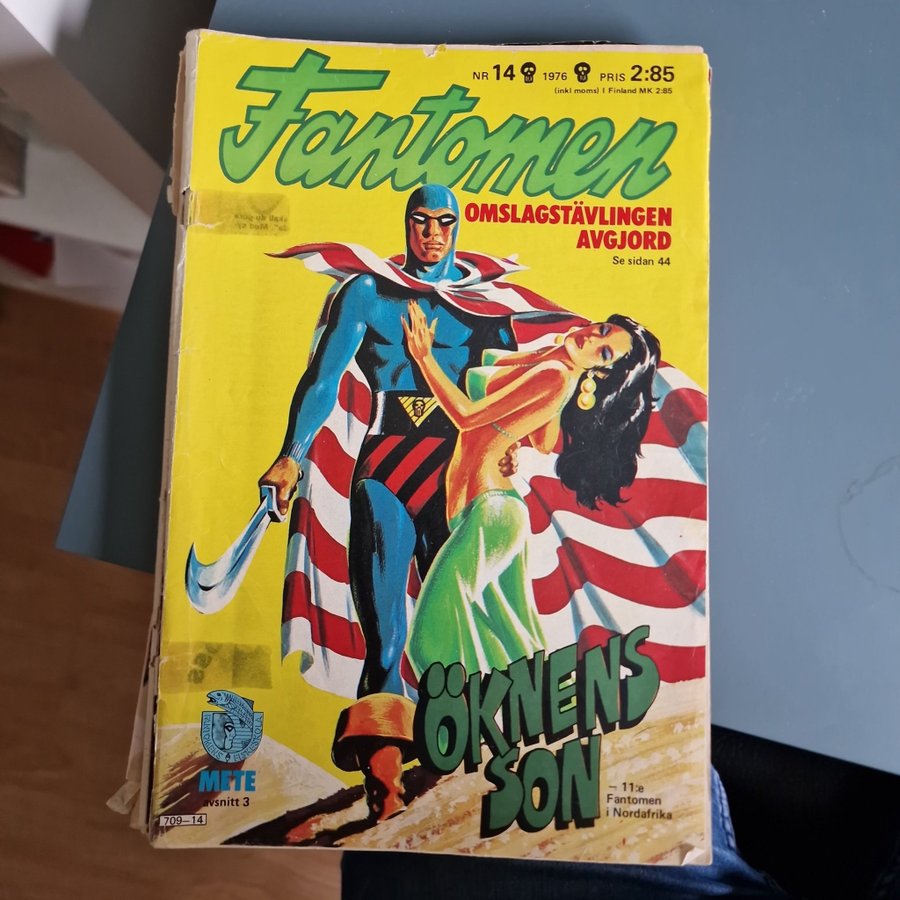 NR 14 1976 PRIS 2:85
(inkl moms) I Finland MK 2:85
Fantomen
OMSLAGSTÄVLINGEN
AVGJORD
Se sidan 44
ÖKNENS
SON
– 11:e
Fantomen
i Nordafrika
METE
avsnitt 3
709–14